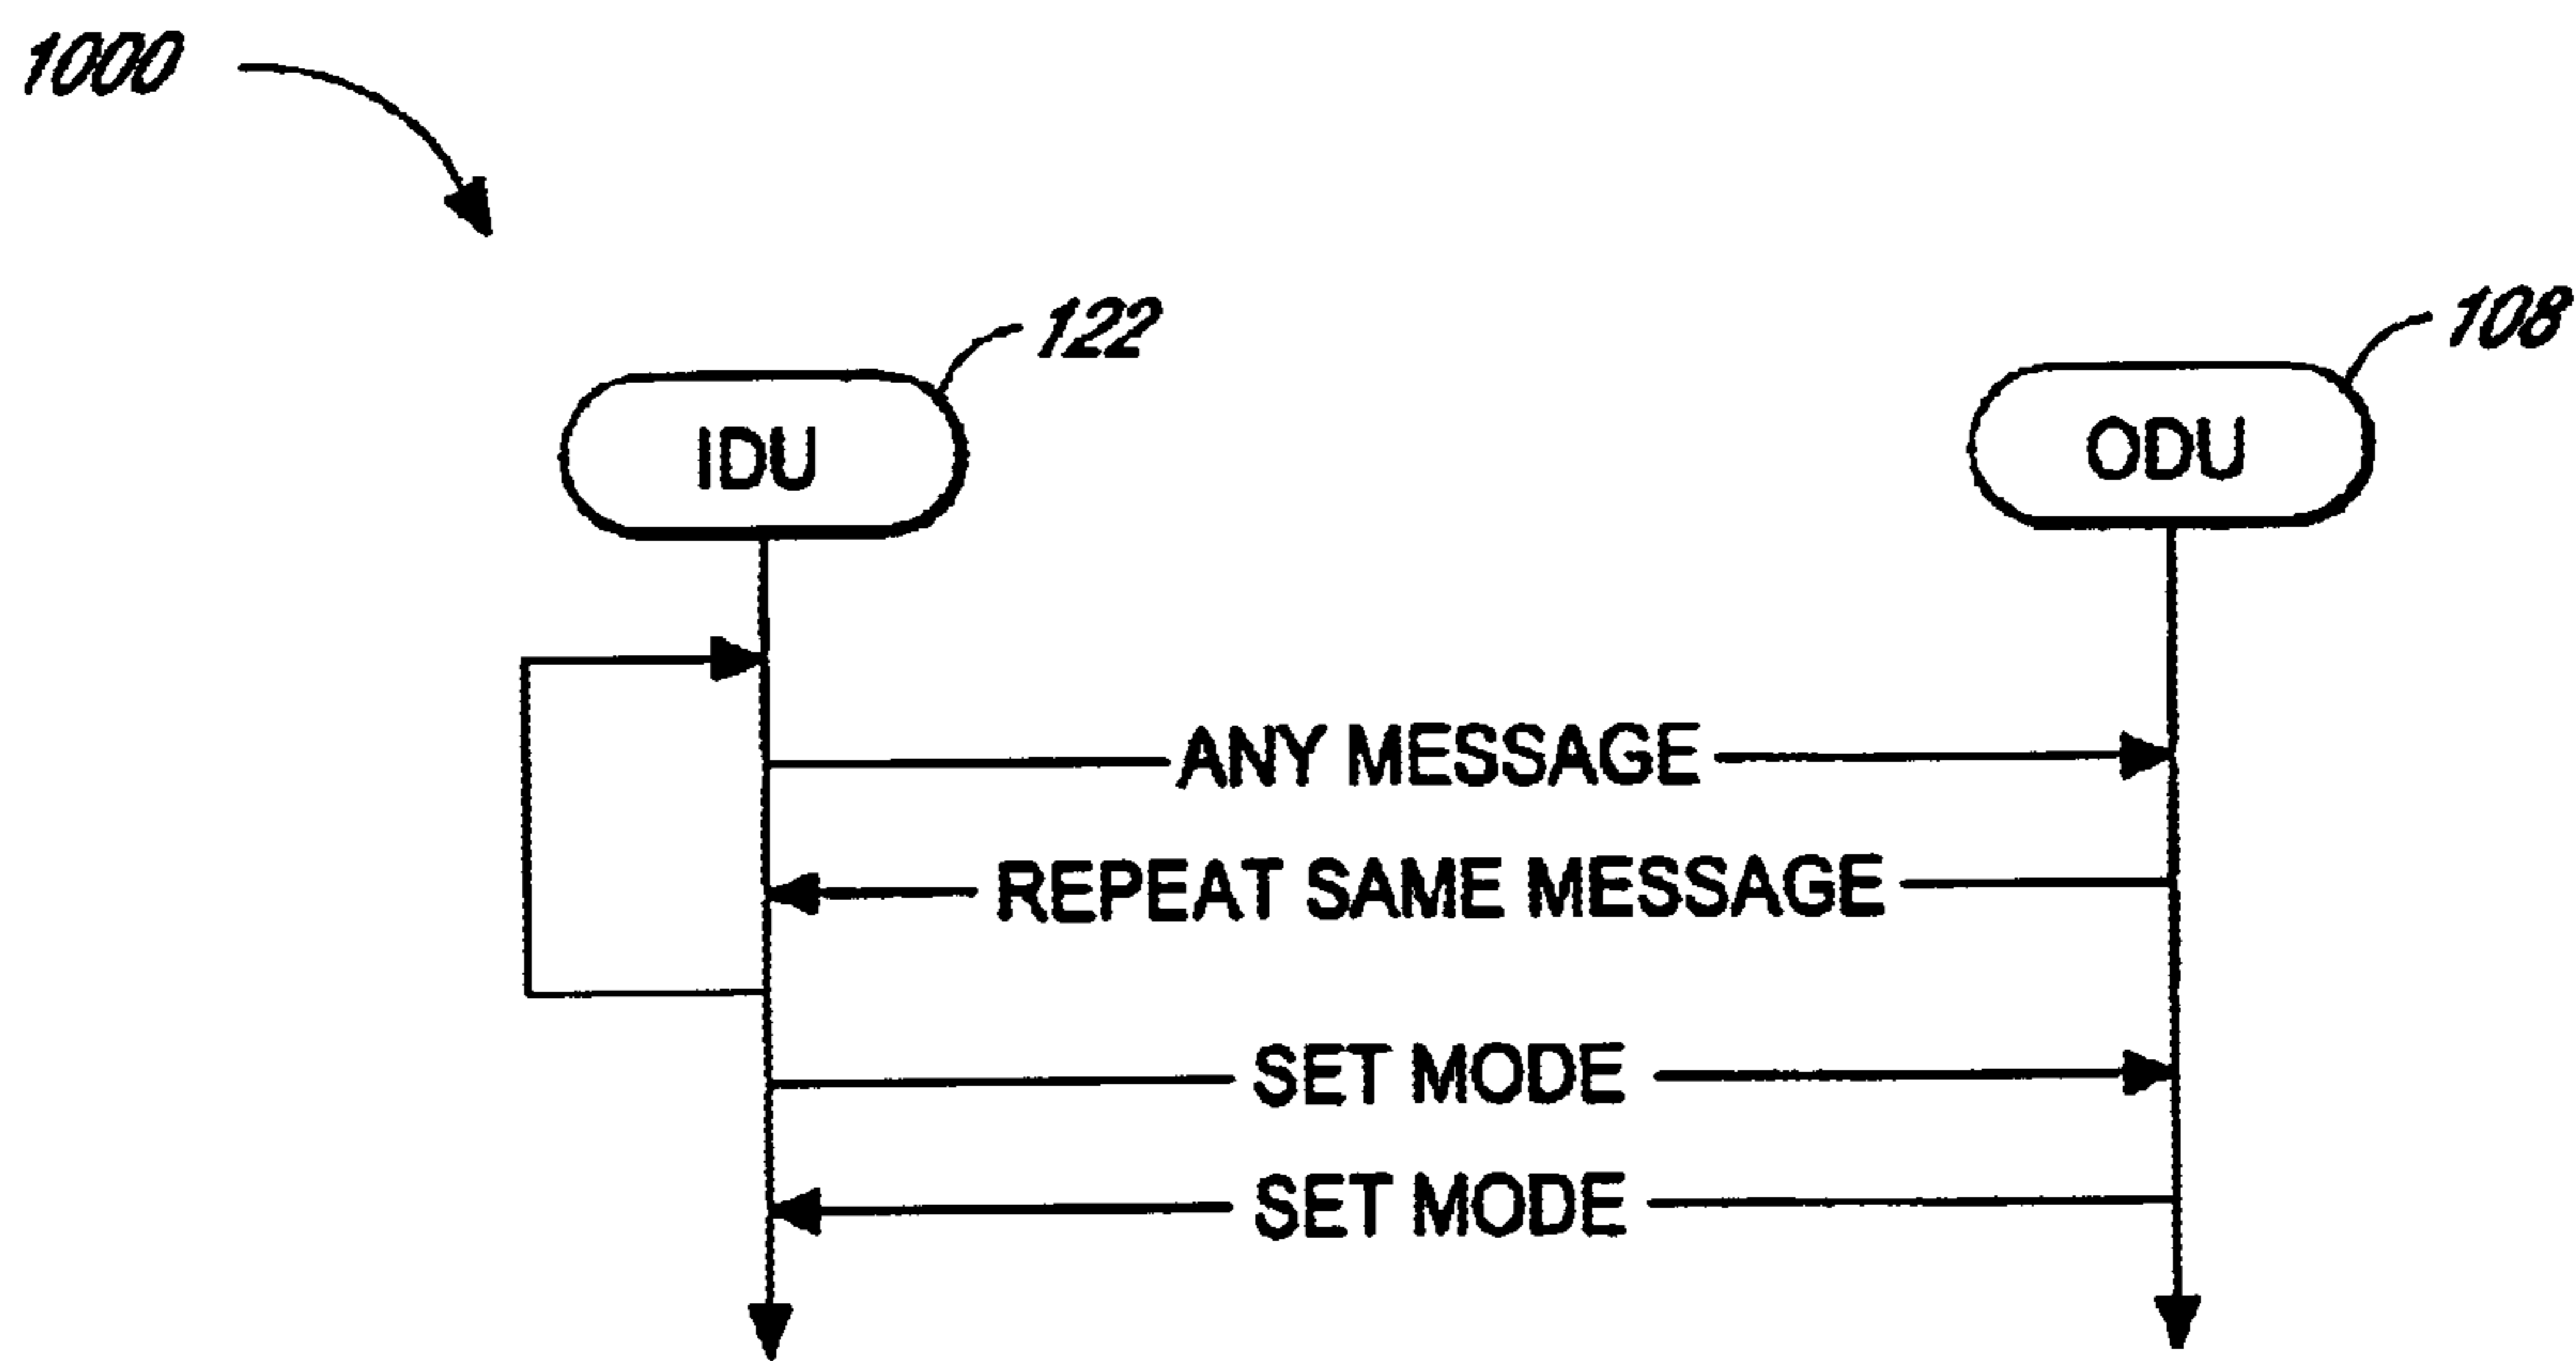 1000
122
108
IDU
ODU
ANY MESSAGE
REPEAT SAME MESSAGE
SET MODE
SET MODE